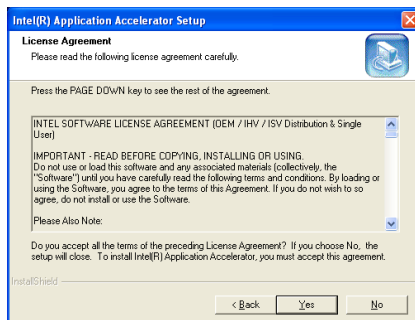 Intel(R) Application Accelerator Setup
License Agreement
Please read the following license agreement carefully.
Press the PAGE DOWN key to see the rest of the agreement.
INTEL SOFTWARE LICENSE AGREEMENT (OEM / IHV / ISV Distribution & Single
User)
IMPORTANT - READ BEFORE COPYING, INSTALLING OR USING.
Do not use or load this software and any associated materials (collectively, the
"Software") until you have carefully read the following terms and conditions. By loading or
using the Software, you agree to the terms of this Agreement. If you do not wish to so
agree, do not install or use the Software.
Please Also Note:
Do you accept all the terms of the preceding License Agreement? If you choose No, the
setup will close. To install Intel(R) Application Accelerator, you must accept this agreement.
InstallShield
< Back Yes No